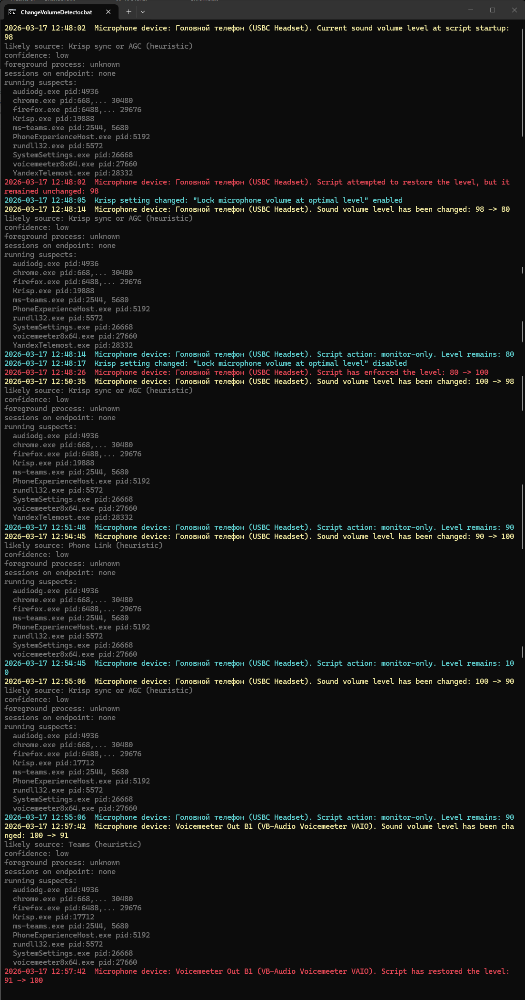 ChangeVolumeDetector.bat
2026-03-17 12:48:02  Microphone device: Головной телефон (USBC Headset). Current sound volume level at script startup:
98
likely source: Krisp sync or AGC (heuristic)
confidence: low
foreground process: unknown
sessions on endpoint: none
running suspects:
  audiodg.exe pid:4936
  chrome.exe pid:668,... 30480
  firefox.exe pid:6488,... 29676
  Krisp.exe pid:19888
  ms-teams.exe pid:2544, 5680
  PhoneExperienceHost.exe pid:5192
  rundll32.exe pid:5572
  SystemSettings.exe pid:26668
  voicemeeter8x64.exe pid:27660
  YandexTelemost.exe pid:28332
2026-03-17 12:48:02  Microphone device: Головной телефон (USBC Headset). Script attempted to restore the level, but it
remained unchanged: 98
2026-03-17 12:48:05  Krisp setting changed: "Lock microphone volume at optimal level" enabled
2026-03-17 12:48:14  Microphone device: Головной телефон (USBC Headset). Sound volume level has been changed: 98 -> 80
likely source: Krisp sync or AGC (heuristic)
confidence: low
foreground process: unknown
sessions on endpoint: none
running suspects:
  audiodg.exe pid:4936
  chrome.exe pid:668,... 30480
  firefox.exe pid:6488,... 29676
  Krisp.exe pid:19888
  ms-teams.exe pid:2544, 5680
  PhoneExperienceHost.exe pid:5192
  rundll32.exe pid:5572
  SystemSettings.exe pid:26668
  voicemeeter8x64.exe pid:27660
  YandexTelemost.exe pid:28332
2026-03-17 12:48:14  Microphone device: Головной телефон (USBC Headset). Script action: monitor-only. Level remains: 80
2026-03-17 12:48:17  Krisp setting changed: "Lock microphone volume at optimal level" disabled
2026-03-17 12:48:26  Microphone device: Головной телефон (USBC Headset). Script has enforced the level: 80 -> 100
2026-03-17 12:50:35  Microphone device: Головной телефон (USBC Headset). Sound volume level has been changed: 100 -> 98
likely source: Krisp sync or AGC (heuristic)
confidence: low
foreground process: unknown
sessions on endpoint: none
running suspects:
  audiodg.exe pid:4936
  chrome.exe pid:668,... 30480
  firefox.exe pid:6488,... 29676
  Krisp.exe pid:19888
  ms-teams.exe pid:2544, 5680
  PhoneExperienceHost.exe pid:5192
  rundll32.exe pid:5572
  SystemSettings.exe pid:26668
  voicemeeter8x64.exe pid:27660
  YandexTelemost.exe pid:28332
2026-03-17 12:51:48  Microphone device: Головной телефон (USBC Headset). Script action: monitor-only. Level remains: 90
2026-03-17 12:54:45  Microphone device: Головной телефон (USBC Headset). Sound volume level has been changed: 90 -> 100
likely source: Phone Link (heuristic)
confidence: low
foreground process: unknown
sessions on endpoint: none
running suspects:
  audiodg.exe pid:4936
  chrome.exe pid:668,... 30480
  firefox.exe pid:6488,... 29676
  ms-teams.exe pid:2544, 5680
  PhoneExperienceHost.exe pid:5192
  rundll32.exe pid:5572
  SystemSettings.exe pid:26668
  voicemeeter8x64.exe pid:27660
2026-03-17 12:54:45  Microphone device: Головной телефон (USBC Headset). Script action: monitor-only. Level remains: 10
0
2026-03-17 12:55:06  Microphone device: Головной телефон (USBC Headset). Sound volume level has been changed: 100 -> 90
likely source: Krisp sync or AGC (heuristic)
confidence: low
foreground process: unknown
sessions on endpoint: none
running suspects:
  audiodg.exe pid:4936
  chrome.exe pid:668,... 30480
  firefox.exe pid:6488,... 29676
  Krisp.exe pid:17712
  ms-teams.exe pid:2544, 5680
  PhoneExperienceHost.exe pid:5192
  rundll32.exe pid:5572
  SystemSettings.exe pid:26668
  voicemeeter8x64.exe pid:27660
2026-03-17 12:55:06  Microphone device: Головной телефон (USBC Headset). Script action: monitor-only. Level remains: 90
2026-03-17 12:57:42  Microphone device: Voicemeeter Out B1 (VB-Audio Voicemeeter VAIO). Sound volume level has been cha
nged: 100 -> 91
likely source: Teams (heuristic)
confidence: low
foreground process: unknown
sessions on endpoint: none
running suspects:
  audiodg.exe pid:4936
  chrome.exe pid:668,... 30480
  firefox.exe pid:6488,... 29676
  Krisp.exe pid:17712
  ms-teams.exe pid:2544, 5680
  PhoneExperienceHost.exe pid:5192
  rundll32.exe pid:5572
  SystemSettings.exe pid:26668
  voicemeeter8x64.exe pid:27660
2026-03-17 12:57:42  Microphone device: Voicemeeter Out B1 (VB-Audio Voicemeeter VAIO). Script has restored the level:
91 -> 100